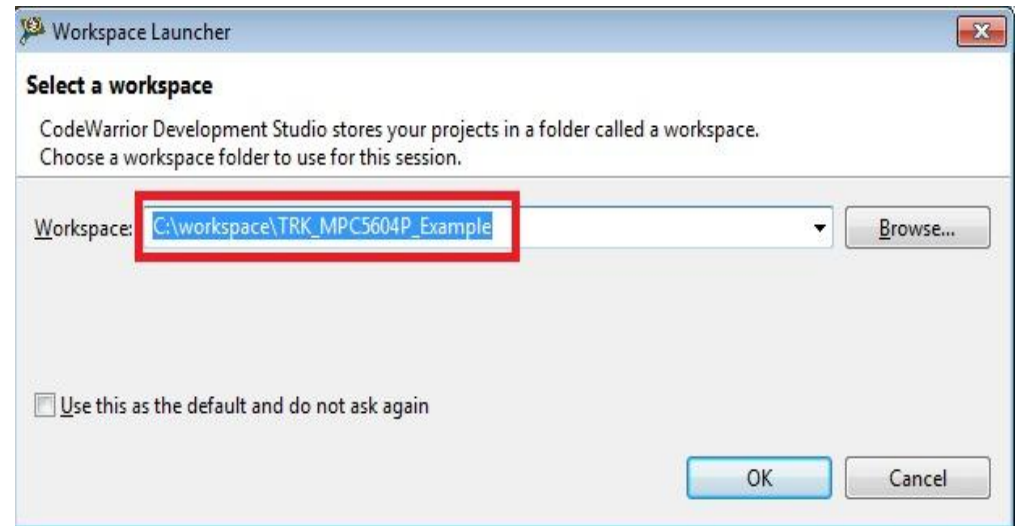 Workspace Launcher
Select a workspace
CodeWarrior Development Studio stores your projects in a folder called a workspace.
Choose a workspace folder to use for this session.
Workspace: C:\workspace\TRK_MPC5604P_Example Browse...
Use this as the default and do not ask again
OK Cancel